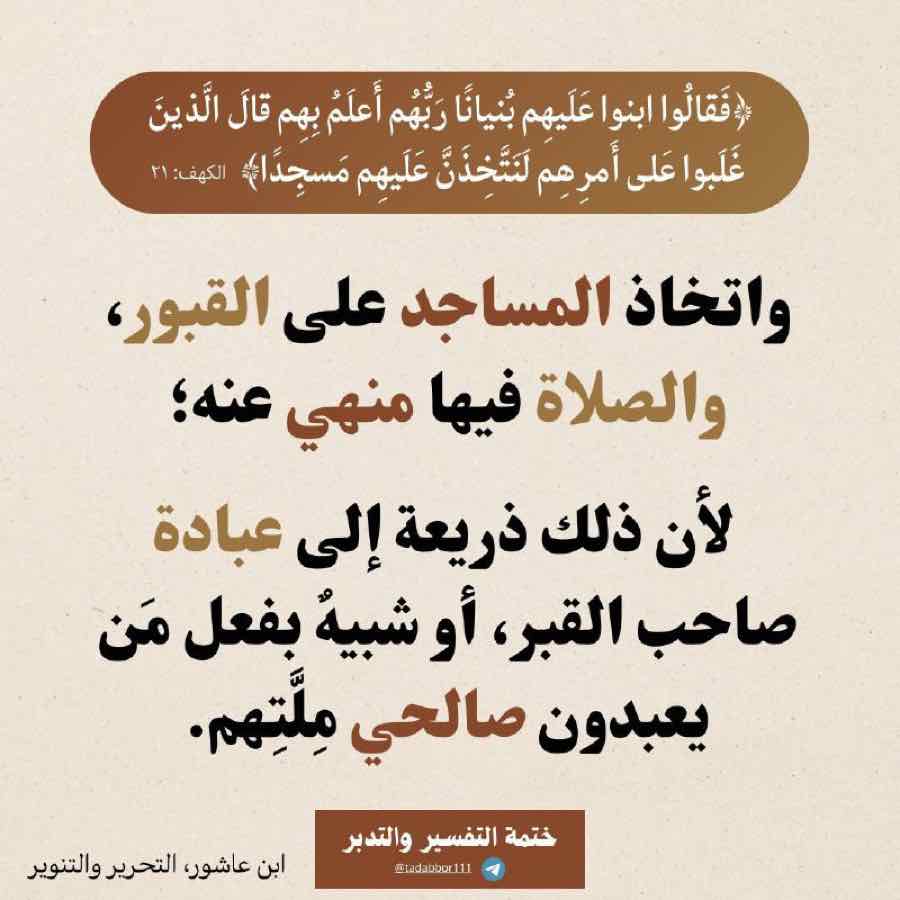 ﴿فَقالُوا ابنوا عَلَيهِم بُنيانًا رَبُّهُم أَعلَمُ بِهِم قالَ الَّذينَ
غَلَبوا عَلى أَمرِهِم لَنَتَّخِذَنَّ عَلَيهِم مَسجِدًا﴾ الكهف: ٢١
واتخاذ المساجد على القبور،
والصلاة فيها منهي عنه؛
لأن ذلك ذريعة إلى عبادة
صاحب القبر، أو شبيهٌ بفعل مَن
يعبدون صالحي مِلَّتِهم.
ختمة التفسير والتدبر
@tadabbor111
ابن عاشور، التحرير والتنوير